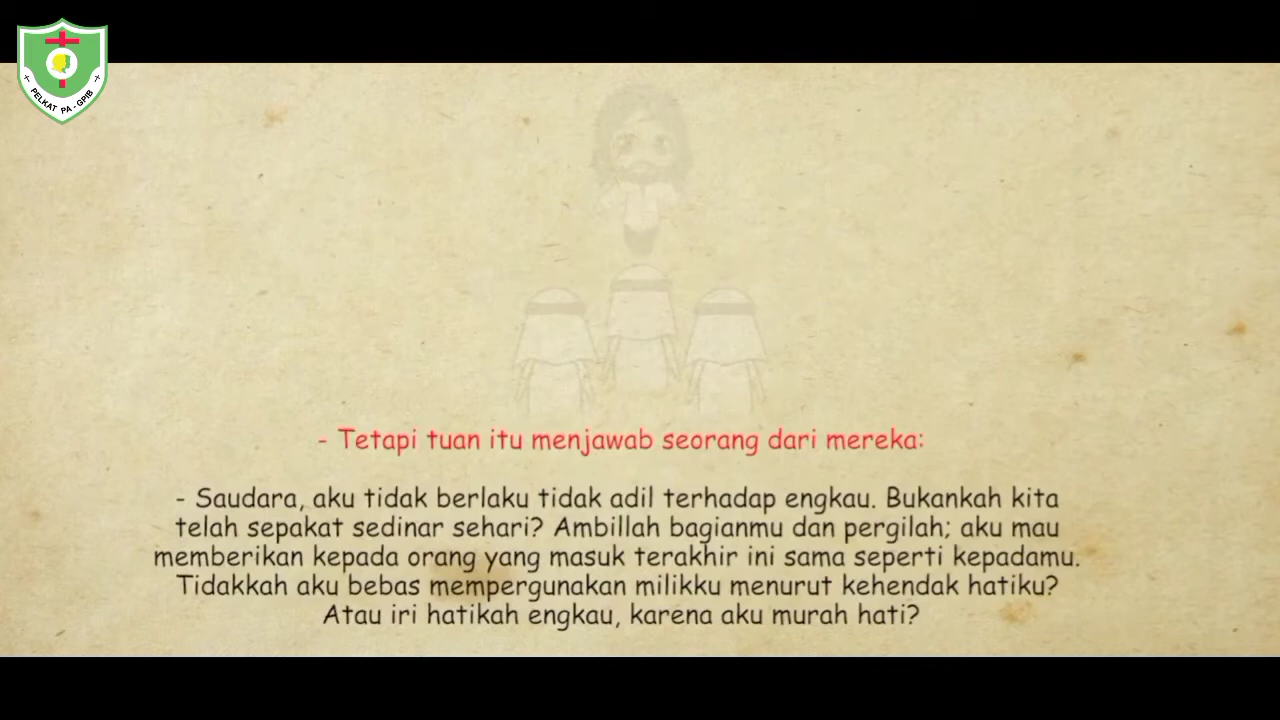 PELKAT PA - GPIB
- Tetapi tuan itu menjawab seorang dari mereka:
- Saudara, aku tidak berlaku tidak adil terhadap engkau. Bukankah kita
telah sepakat sedinar sehari? Ambillah bagianmu dan pergilah; aku mau
memberikan kepada orang yang masuk terakhir ini sama seperti kepadamu.
Tidakkah aku bebas mempergunakan milikku menurut kehendak hatiku?
Atau iri hatikah engkau, karena aku murah hati?